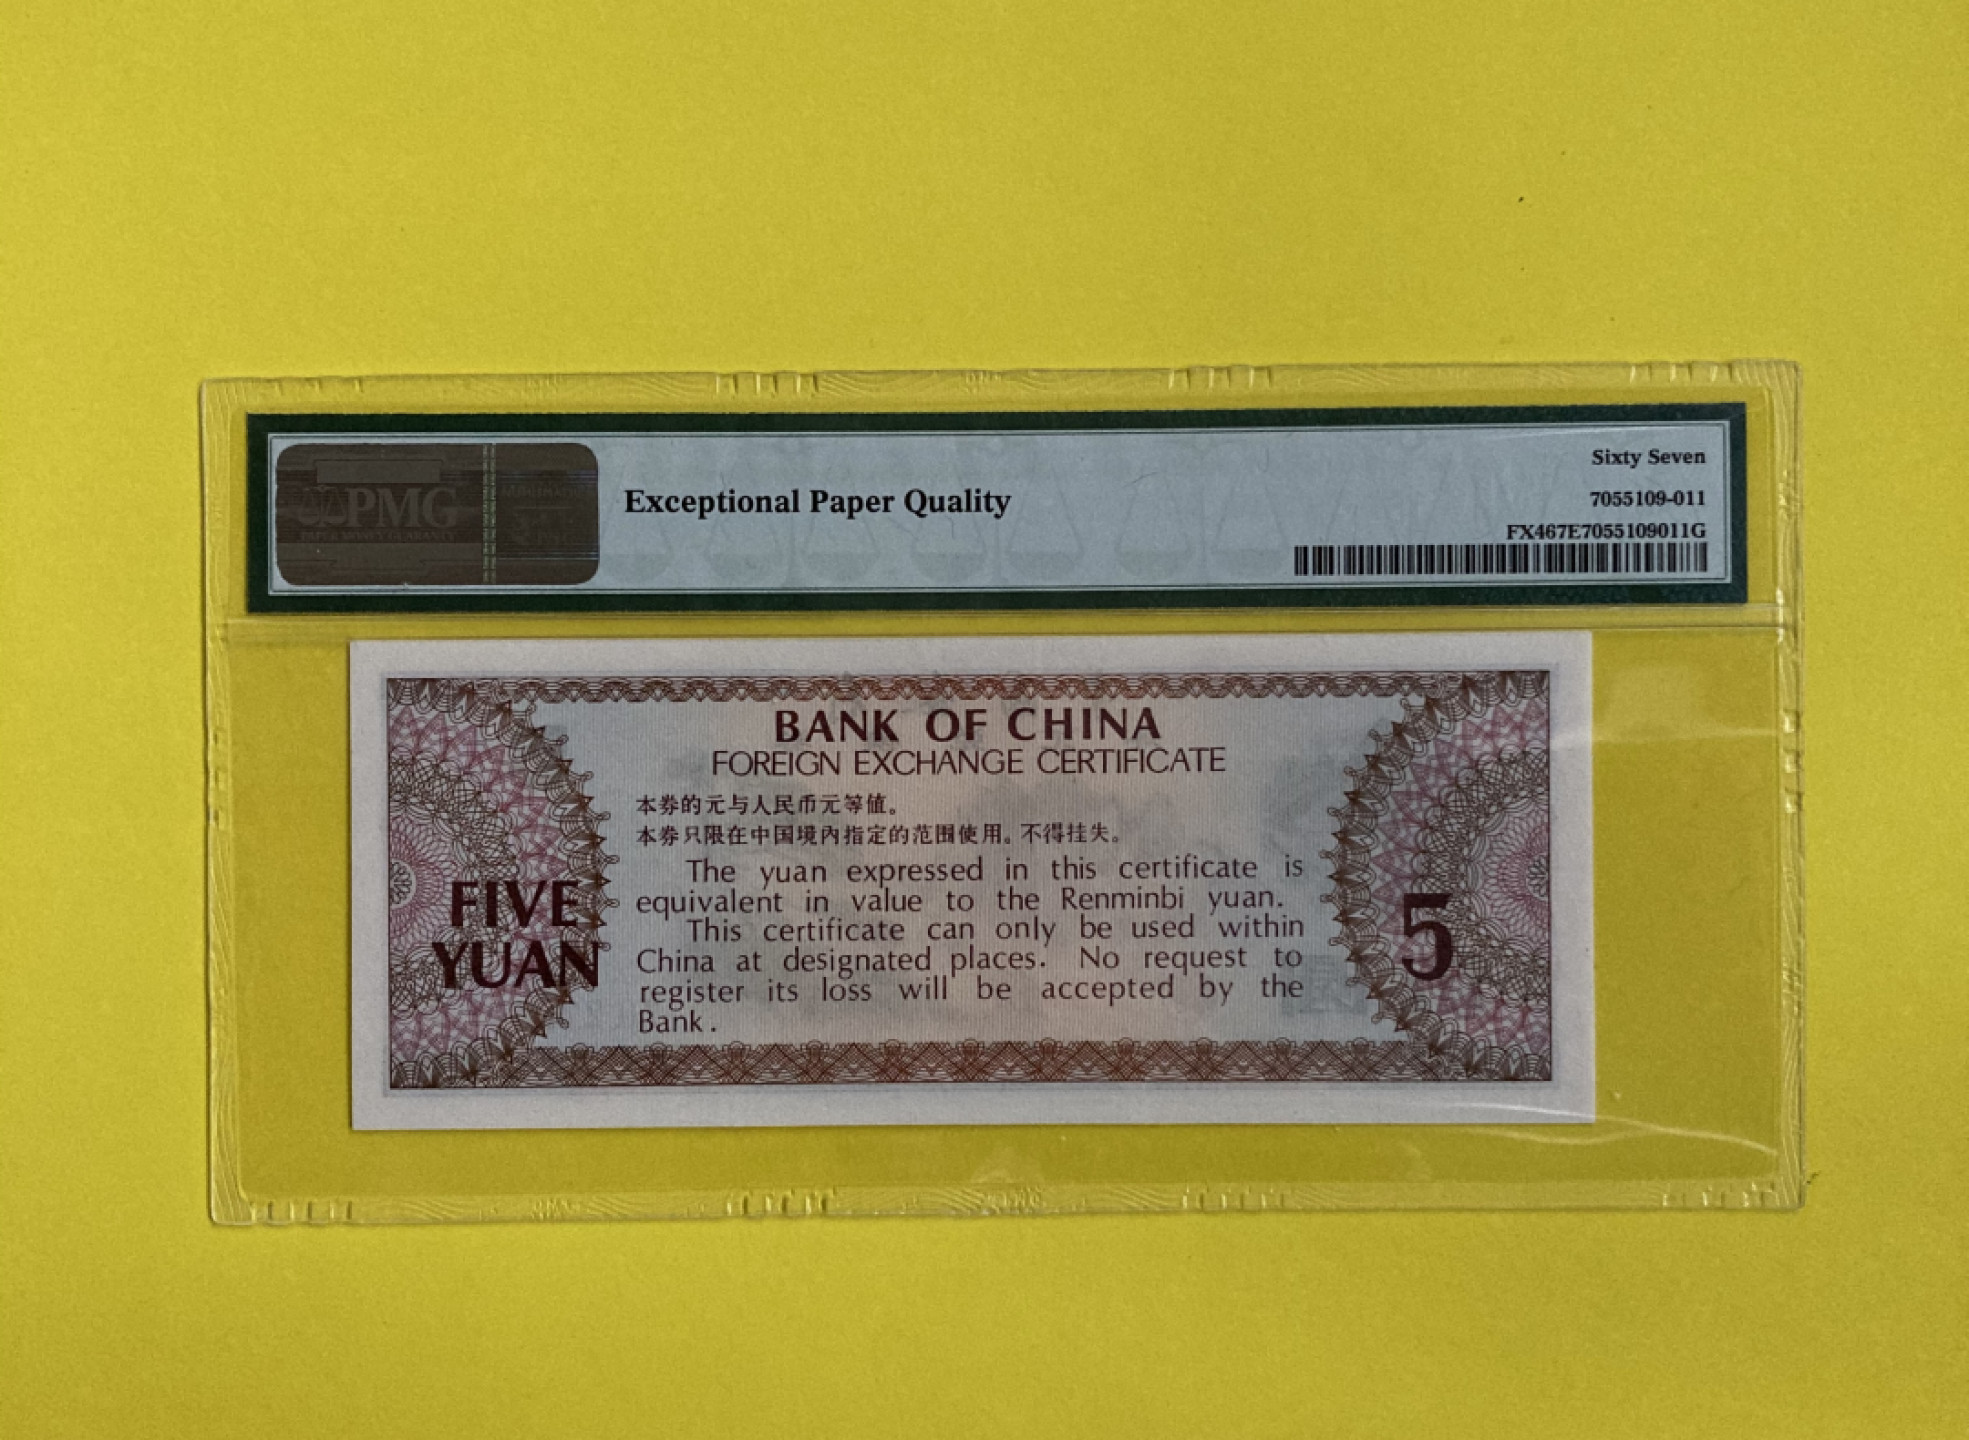 PMG
PAPER MONEY GUARANTY
Exceptional Paper Quality
Sixty Seven
7055109-011
FX467E7055109011G
BANK OF CHINA
FOREIGN EXCHANGE CERTIFICATE
本券的元与人民币元等值。
本券只限在中国境内指定的范围使用。不得挂失。
The yuan expressed in this certificate is
equivalent in value to the Renminbi yuan.
This certificate can only be used within
China at designated places. No request to
register its loss will be accepted by the
Bank.
FIVE
YUAN
5